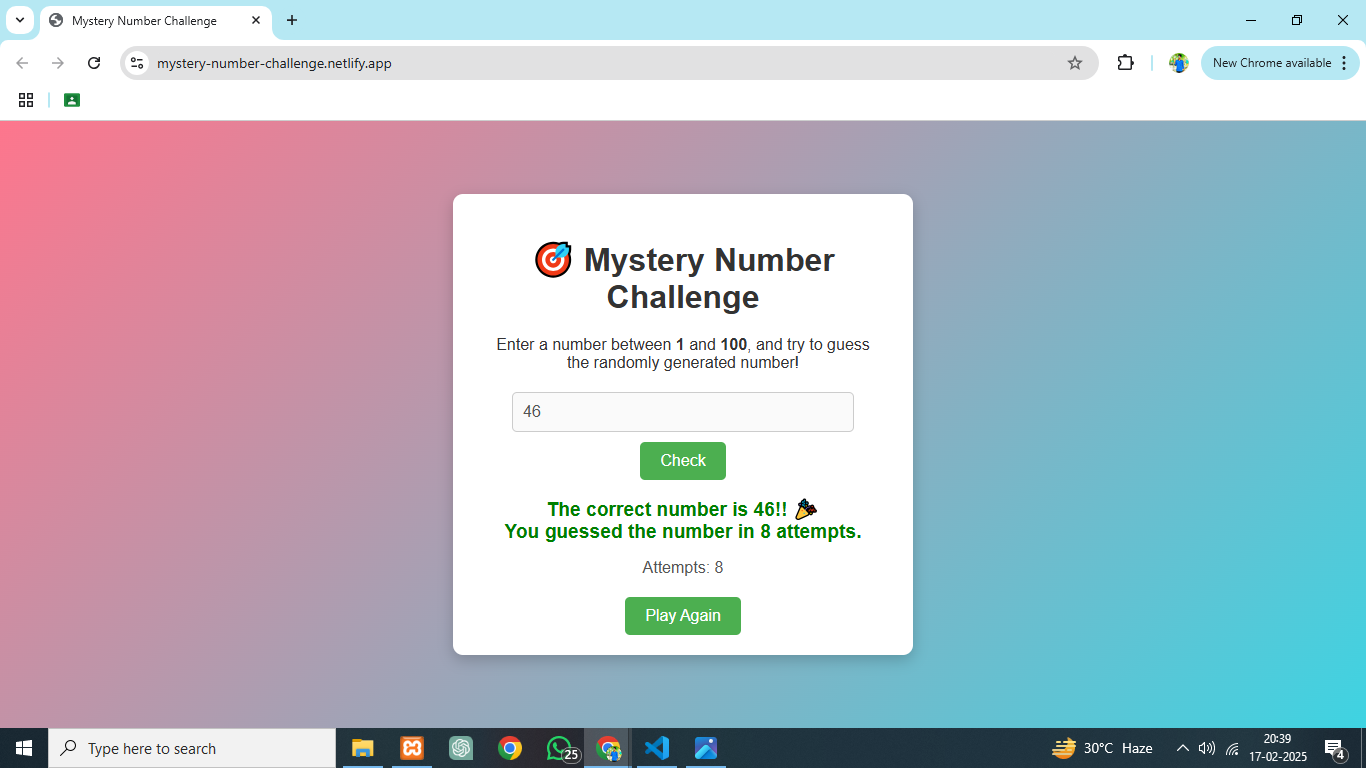 Mystery Number Challenge
mystery-number-challenge.netlify.app
New Chrome available
🎯 Mystery Number
Challenge
Enter a number between 1 and 100, and try to guess
the randomly generated number!
46
Check
The correct number is 46!! 🎉
You guessed the number in 8 attempts.
Attempts: 8
Play Again
Type here to search
25
30°C Haze
20:39
17-02-2025
4